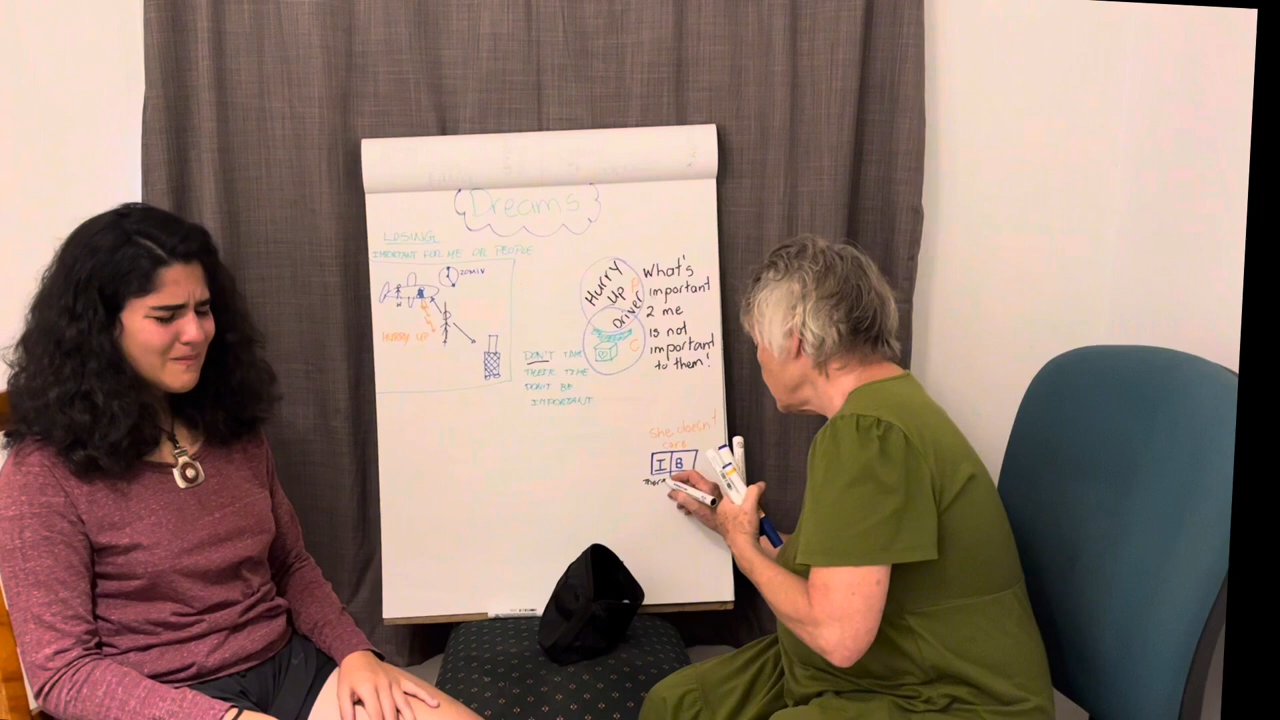 Dreams
LOSING
IMPORTANT FOR ME OR PEOPLE
20MIN
HURRY UP
Hurry
Up
Driver
P
C
What's
important
2 me
is not
important
to them!
DON'T TAKE
THEIR TIME
DON'T BE
IMPORTANT
she doesn't
care
I B